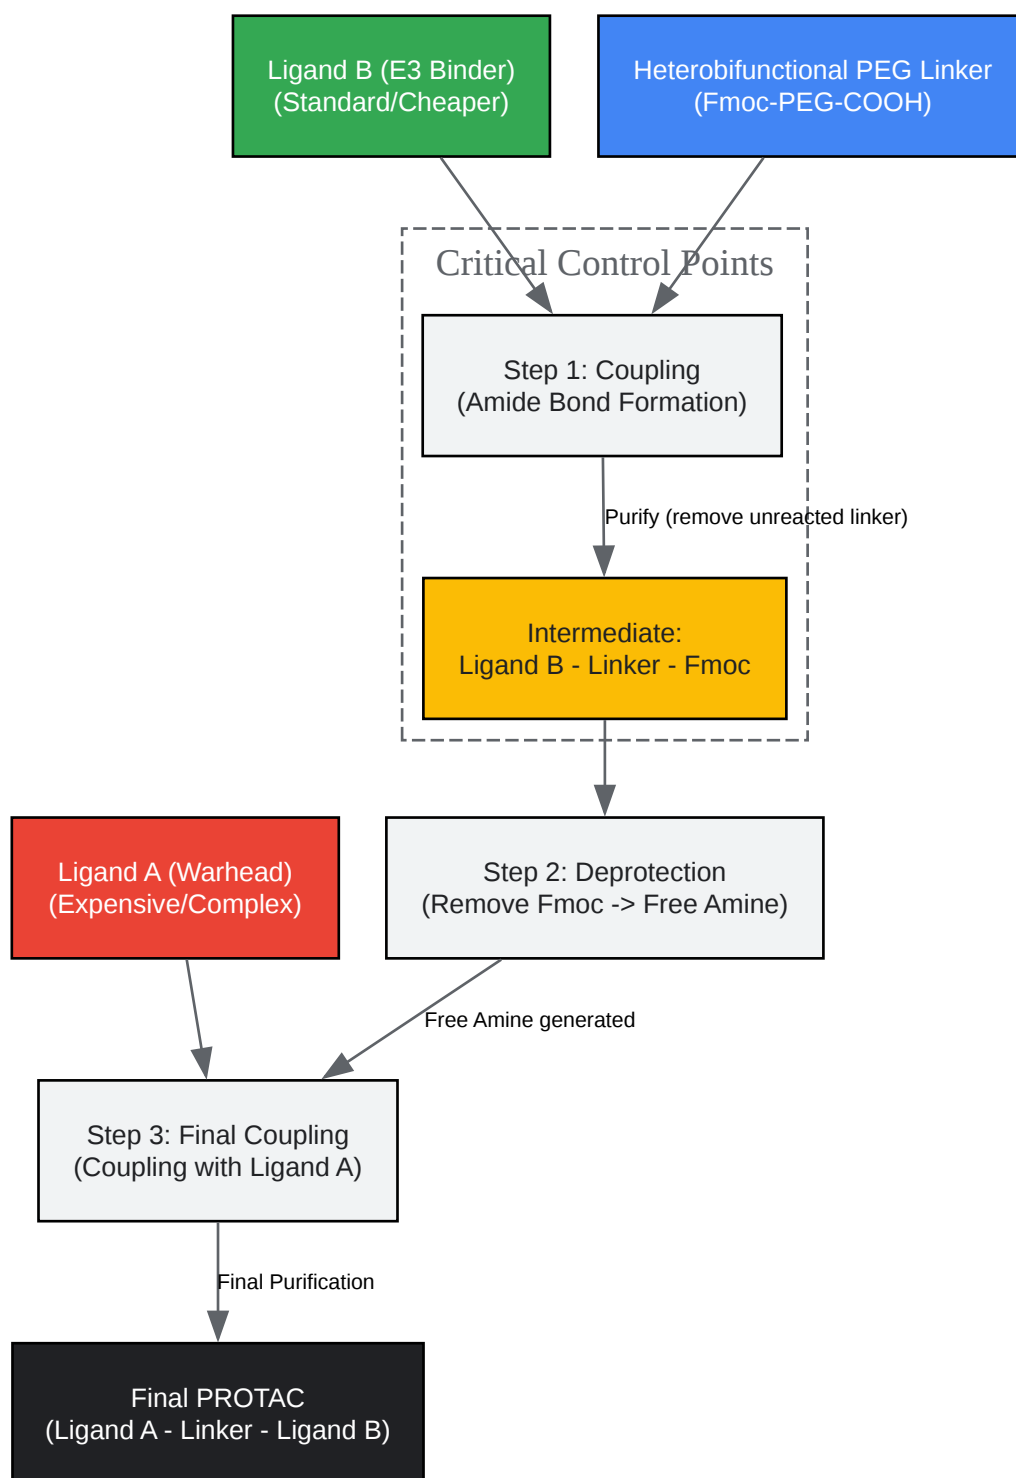 Ligand B (E3 Binder)
(Standard/Cheaper)
Heterobifunctional PEG Linker
(Fmoc-PEG-COOH)
Critical Control Points
Step 1: Coupling
(Amide Bond Formation)
Purify (remove unreacted linker)
Intermediate:
Ligand B - Linker - Fmoc
Ligand A (Warhead)
(Expensive/Complex)
Step 2: Deprotection
(Remove Fmoc -> Free Amine)
Free Amine generated
Step 3: Final Coupling
(Coupling with Ligand A)
Final Purification
Final PROTAC
(Ligand A - Linker - Ligand B)